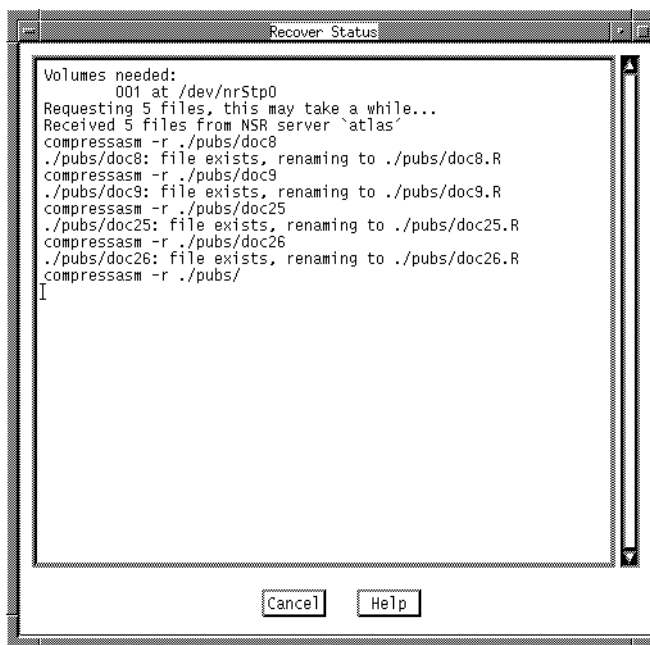 Recover Status
Volumes needed:
001 at /dev/nrStp0
Requesting 5 files, this may take a while...
Received 5 files from NSR server `atlas´
compressasm -r ./pubs/doc8
./pubs/doc8: file exists, renaming to ./pubs/doc8.R
compressasm -r ./pubs/doc9
./pubs/doc9: file exists, renaming to ./pubs/doc9.R
compressasm -r ./pubs/doc25
./pubs/doc25: file exists, renaming to ./pubs/doc25.R
compressasm -r ./pubs/doc26
./pubs/doc26: file exists, renaming to ./pubs/doc26.R
compressasm -r ./pubs/
Cancel Help